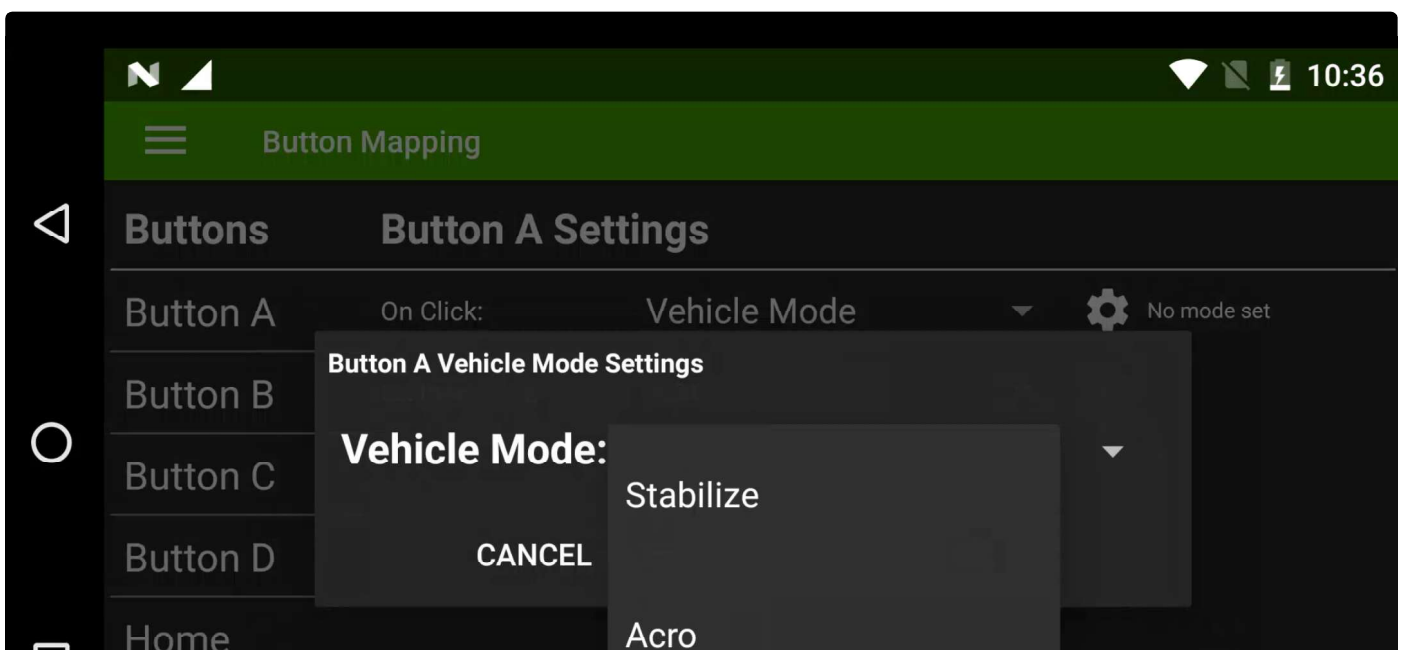 10:36
Button Mapping
Buttons Button A Settings
Button A On Click: Vehicle Mode No mode set
Button A Vehicle Mode Settings
Button B
Vehicle Mode:
Button C
Stabilize
Button D
CANCEL
Home
Acro